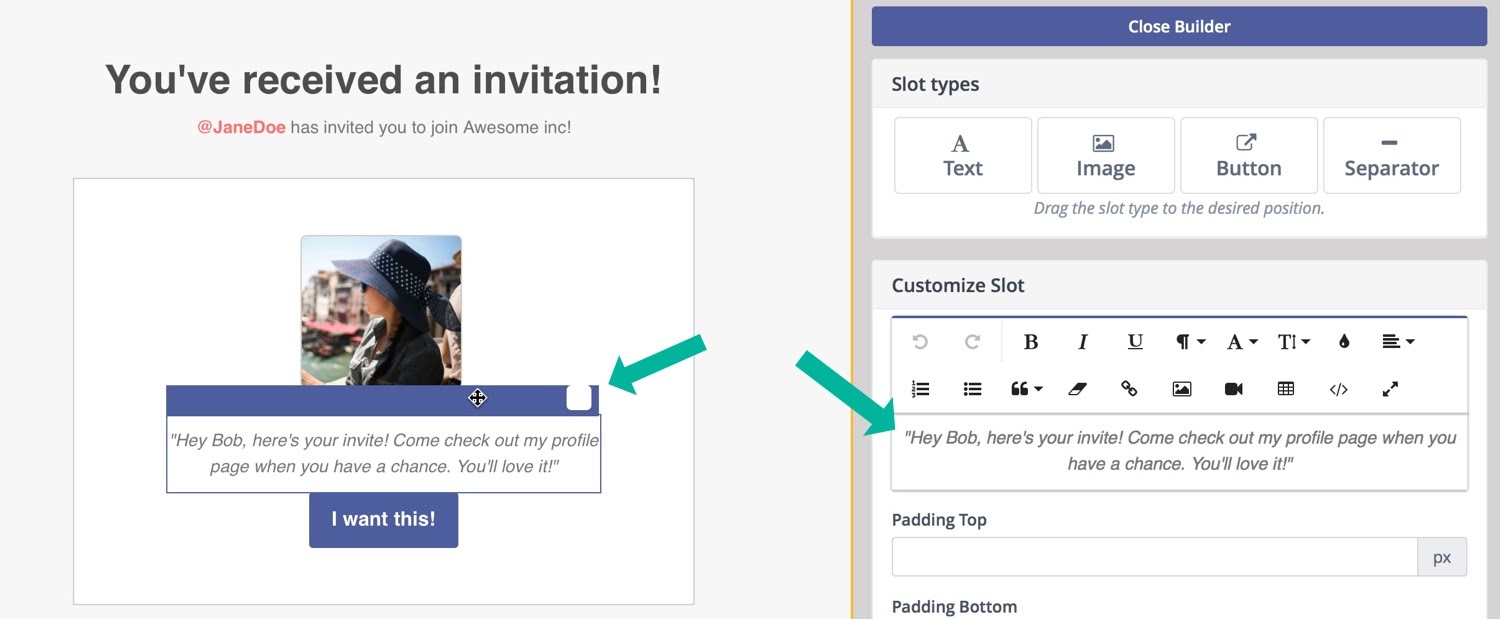 You've received an invitation!
@JaneDoe has invited you to join Awesome inc!
"Hey Bob, here's your invite! Come check out my profile
page when you have a chance. You'll love it!"
I want this!
Close Builder
Slot types
Text
Image
Button
Separator
Drag the slot type to the desired position.
Customize Slot
"Hey Bob, here's your invite! Come check out my profile page when you
have a chance. You'll love it!"
Padding Top
px
Padding Bottom